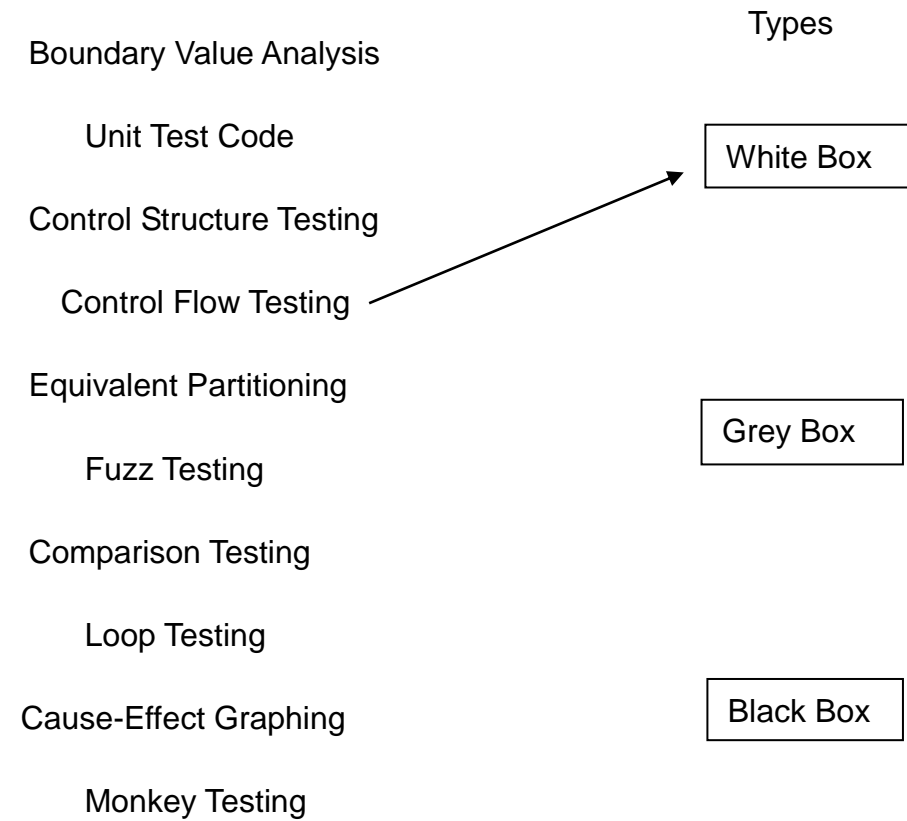 Types
Boundary Value Analysis
Unit Test Code
White Box
Control Structure Testing
Control Flow Testing
Equivalent Partitioning
Grey Box
Fuzz Testing
Comparison Testing
Loop Testing
Cause-Effect Graphing
Black Box
Monkey Testing